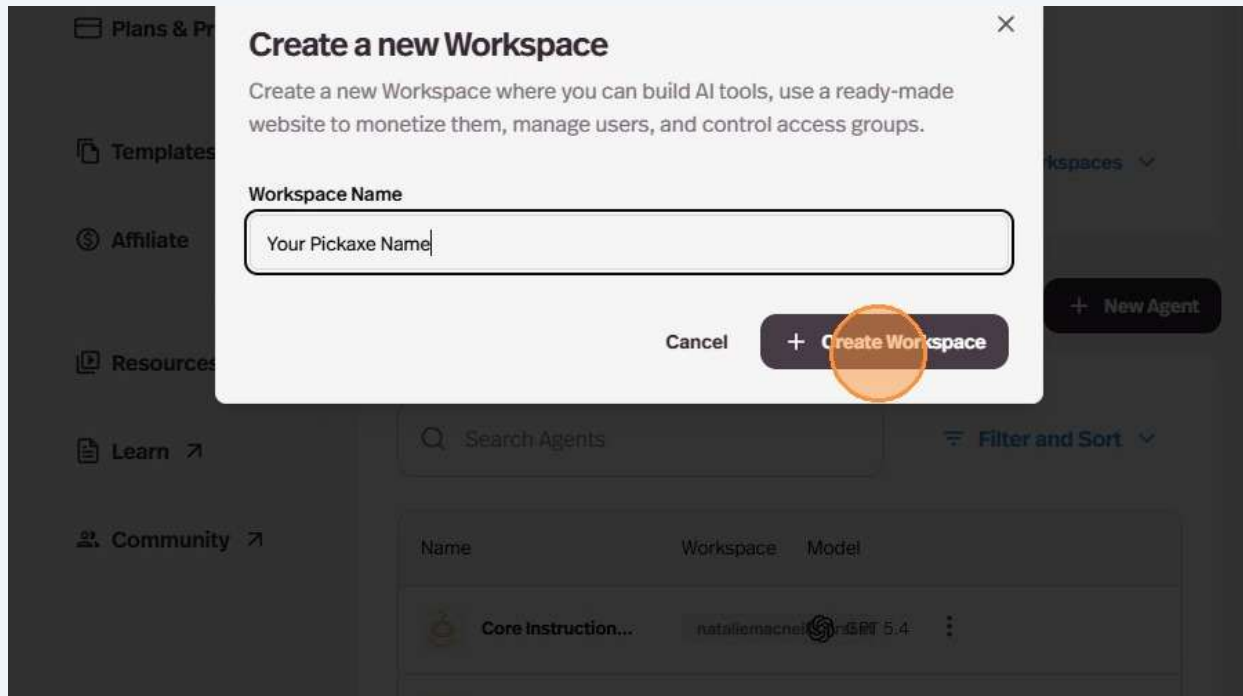 Plans & Pr
Create a new Workspace
Create a new Workspace where you can build AI tools, use a ready-made
website to monetize them, manage users, and control access groups.
Templates
kspaces
Workspace Name
Your Pickaxe Name
Affiliate
+ New Agent
Cancel
+ Create Workspace
Resources
Search Agents
Filter and Sort
Learn
Community
Name Workspace Model
Core Instruction... GPT 5.4